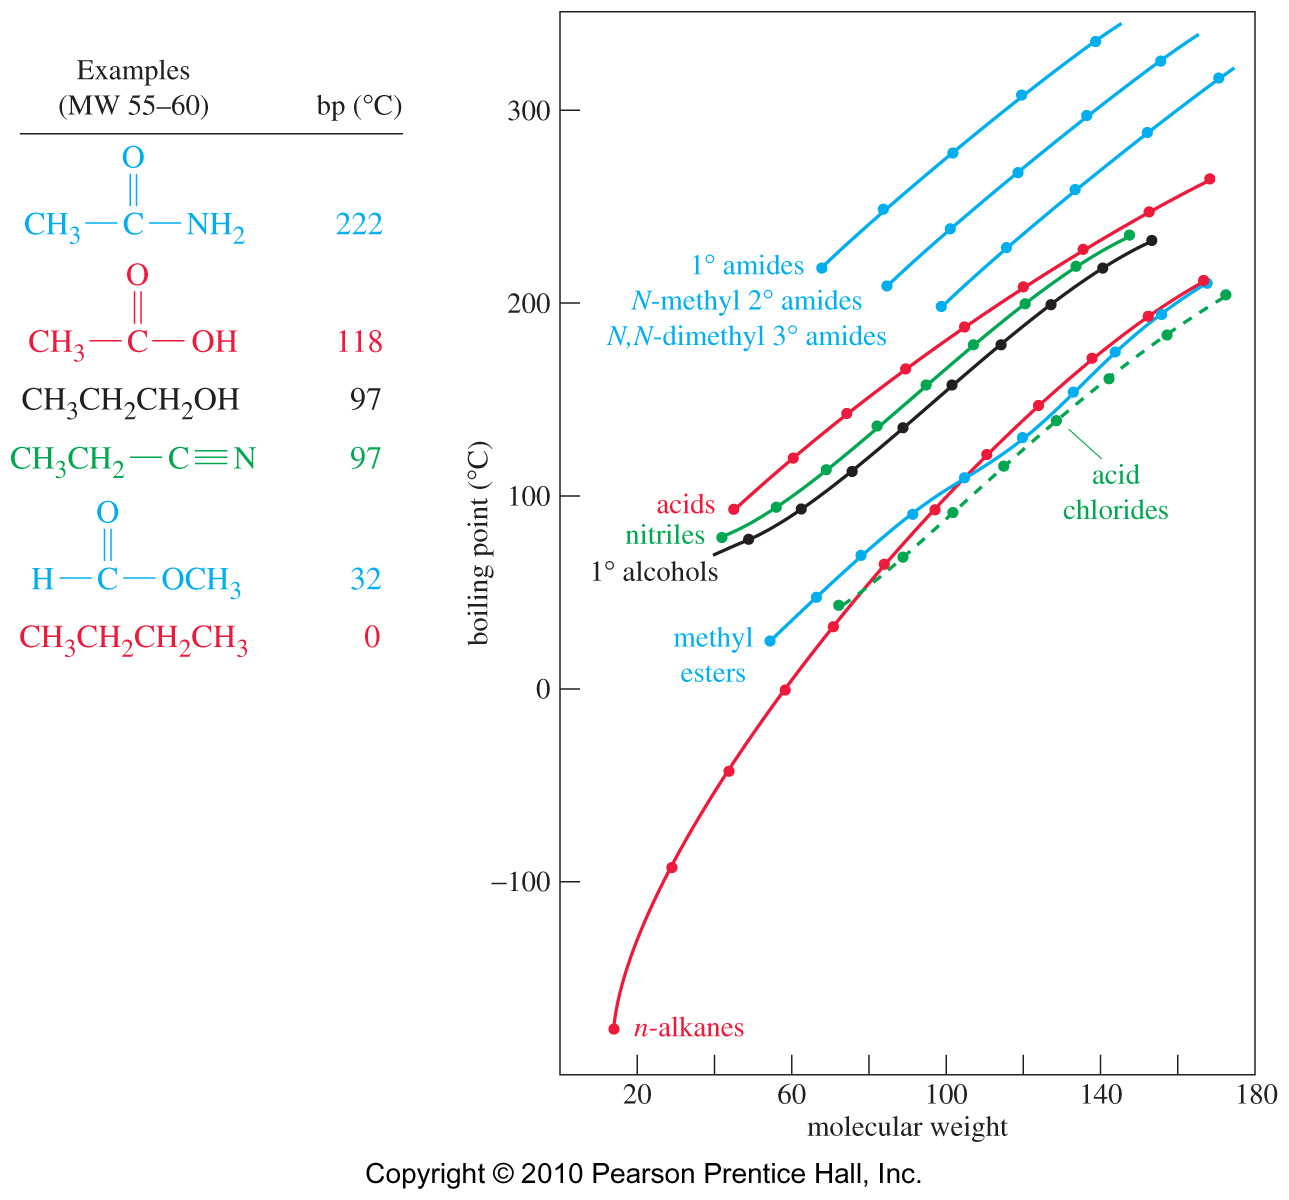 Examples
(MW 55–60) bp (°C)
O
CH₃—C—NH₂ 222
O
CH₃—C—OH 118
CH₃CH₂CH₂OH 97
CH₃CH₂—C≡N 97
O
H—C—OCH₃ 32
CH₃CH₂CH₂CH₃ 0
boiling point (°C)
300
200
100
0
–100
1° amides
N-methyl 2° amides
N,N-dimethyl 3° amides
acids
nitriles
1° alcohols
methyl
esters
acid
chlorides
n-alkanes
20 60 100 140 180
molecular weight
Copyright © 2010 Pearson Prentice Hall, Inc.